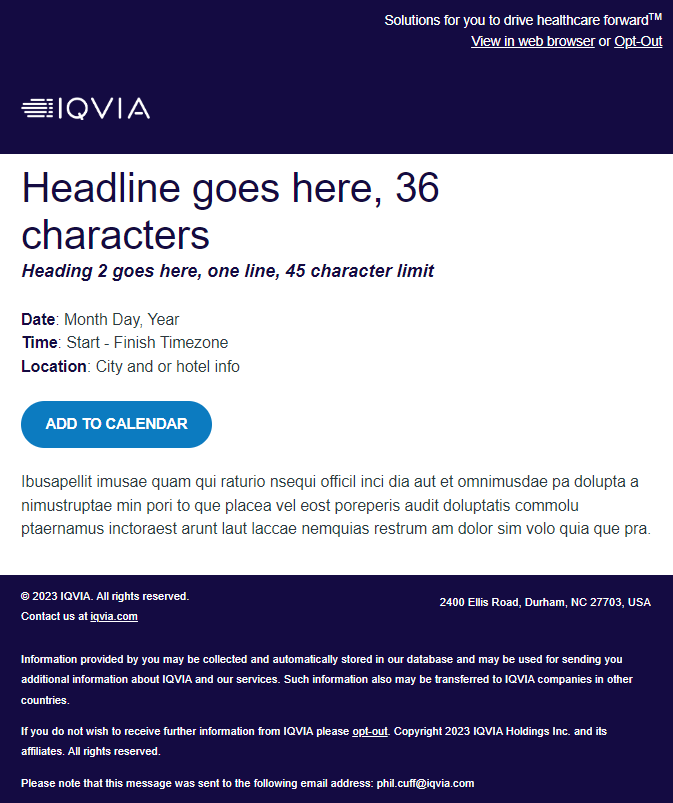 Solutions for you to drive healthcare forward™
View in web browser or Opt-Out
IQVIA
Headline goes here, 36
characters
Heading 2 goes here, one line, 45 character limit
Date: Month Day, Year
Time: Start - Finish Timezone
Location: City and or hotel info
ADD TO CALENDAR
Ibusapellit imusae quam qui raturio nsequi officil inci dia aut et omnimusdae pa dolupta a
nimustruptae min pori to que placea vel eost poreperis audit doluptatis commolu
ptaernamus inctoraest arunt laut laccae nemquias restrum am dolor sim volo quia que pra.
© 2023 IQVIA. All rights reserved.
Contact us at iqvia.com
2400 Ellis Road, Durham, NC 27703, USA
Information provided by you may be collected and automatically stored in our database and may be used for sending you
additional information about IQVIA and our services. Such information also may be transferred to IQVIA companies in other
countries.
If you do not wish to receive further information from IQVIA please opt-out. Copyright 2023 IQVIA Holdings Inc. and its
affiliates. All rights reserved.
Please note that this message was sent to the following email address: phil.cuff@iqvia.com